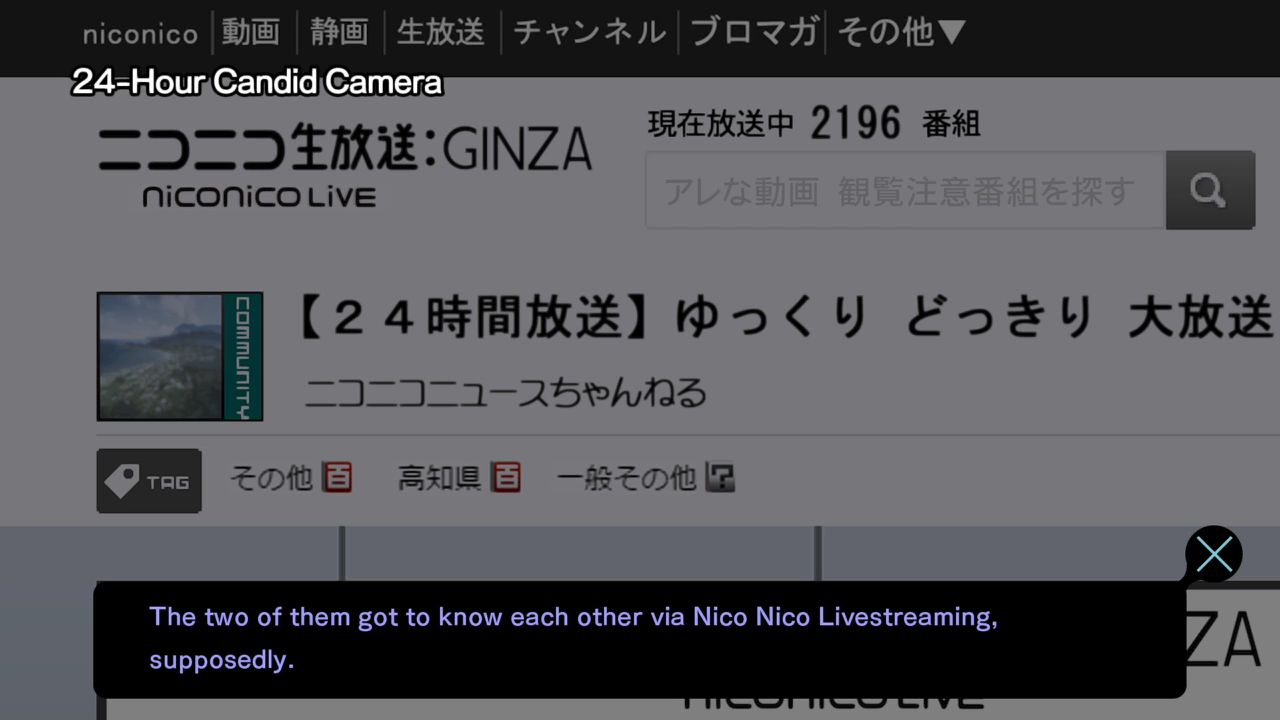 niconico 動画 静画 生放送 チャンネル ブロマガ その他▼
24-Hour Candid Camera
ニコニコ生放送:GINZA
niconico LiVE
現在放送中 2196 番組
アレな動画 観覧注意番組を探す
COMMUNITY
【２４時間放送】ゆっくり どっきり 大放送
ニコニコニュースちゃんねる
TAG その他 百 高知県 百 一般その他 ?
The two of them got to know each other via Nico Nico Livestreaming,
supposedly.
ZA
niconico LiVE